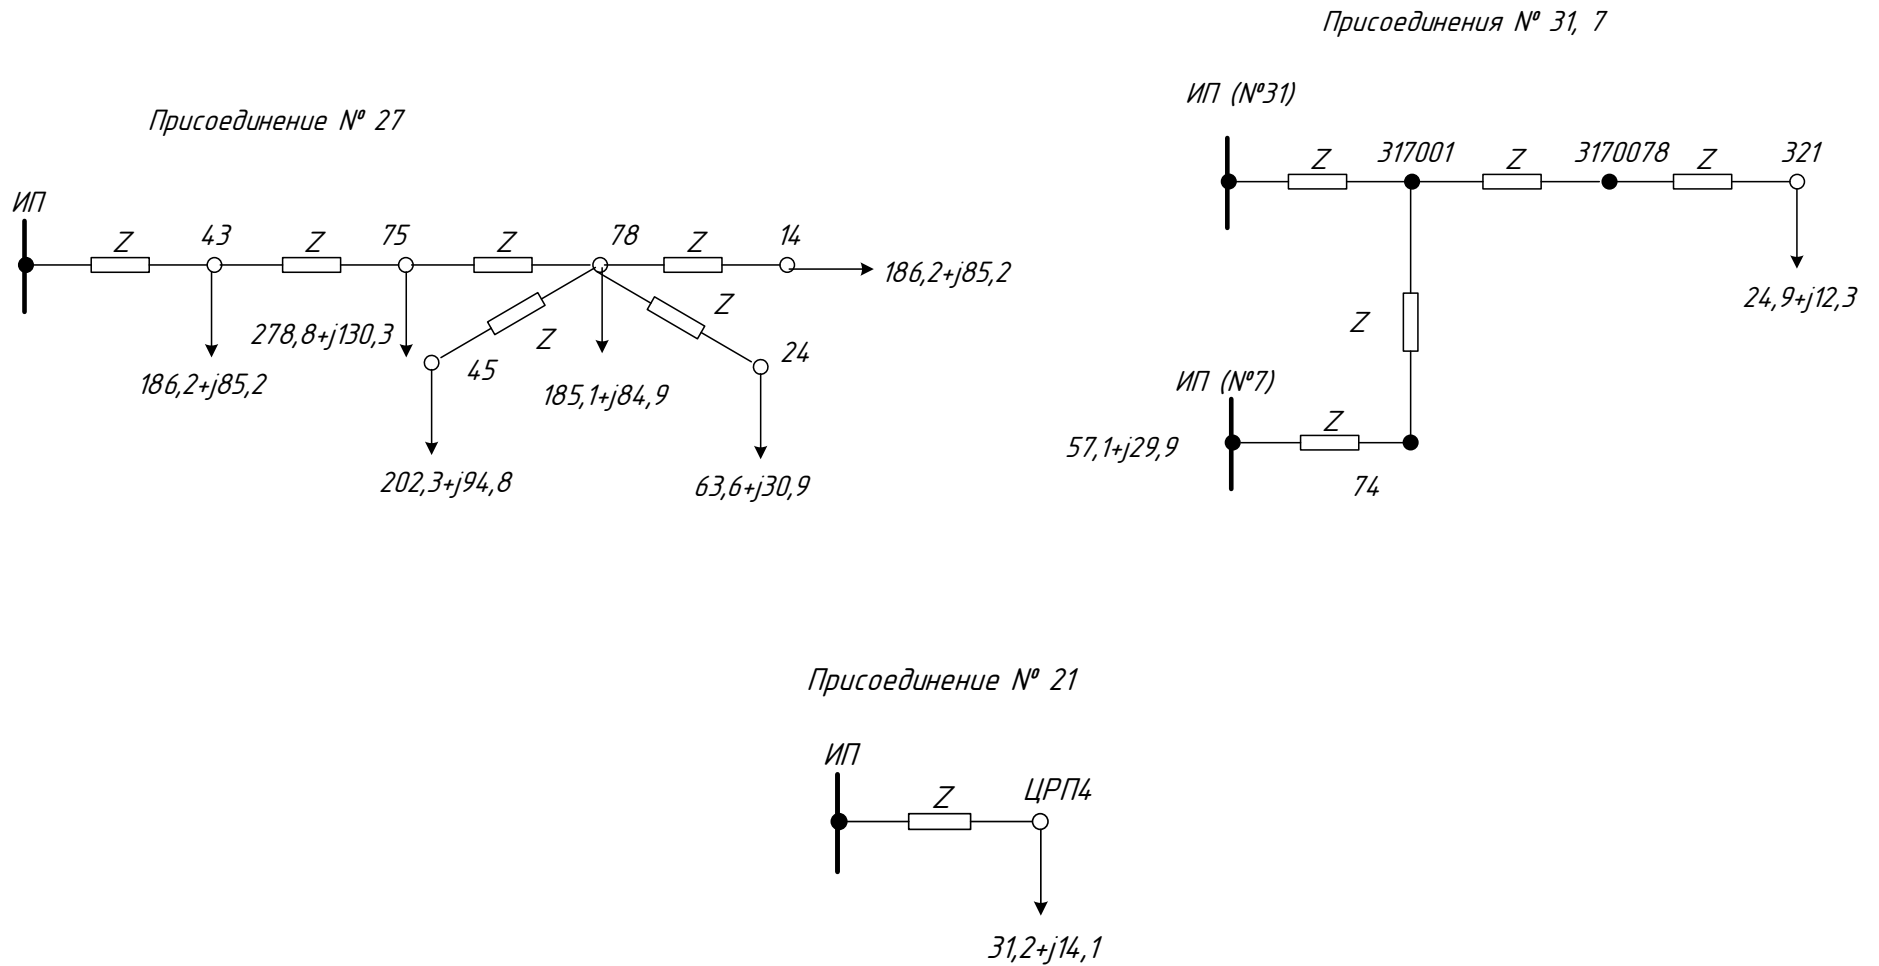 Присоединения № 31, 7
ИП (№31)
Присоединение № 27
Z
317001
Z
3170078
Z
321
ИП
Z
43
Z
75
Z
78
Z
14
186,2+j85,2
24,9+j12,3
278,8+j130,3
Z
Z
Z
45
24
186,2+j85,2
185,1+j84,9
ИП (№7)
57,1+j29,9
Z
74
202,3+j94,8
63,6+j30,9
Присоединение № 21
ИП
Z
ЦРП4
31,2+j14,1